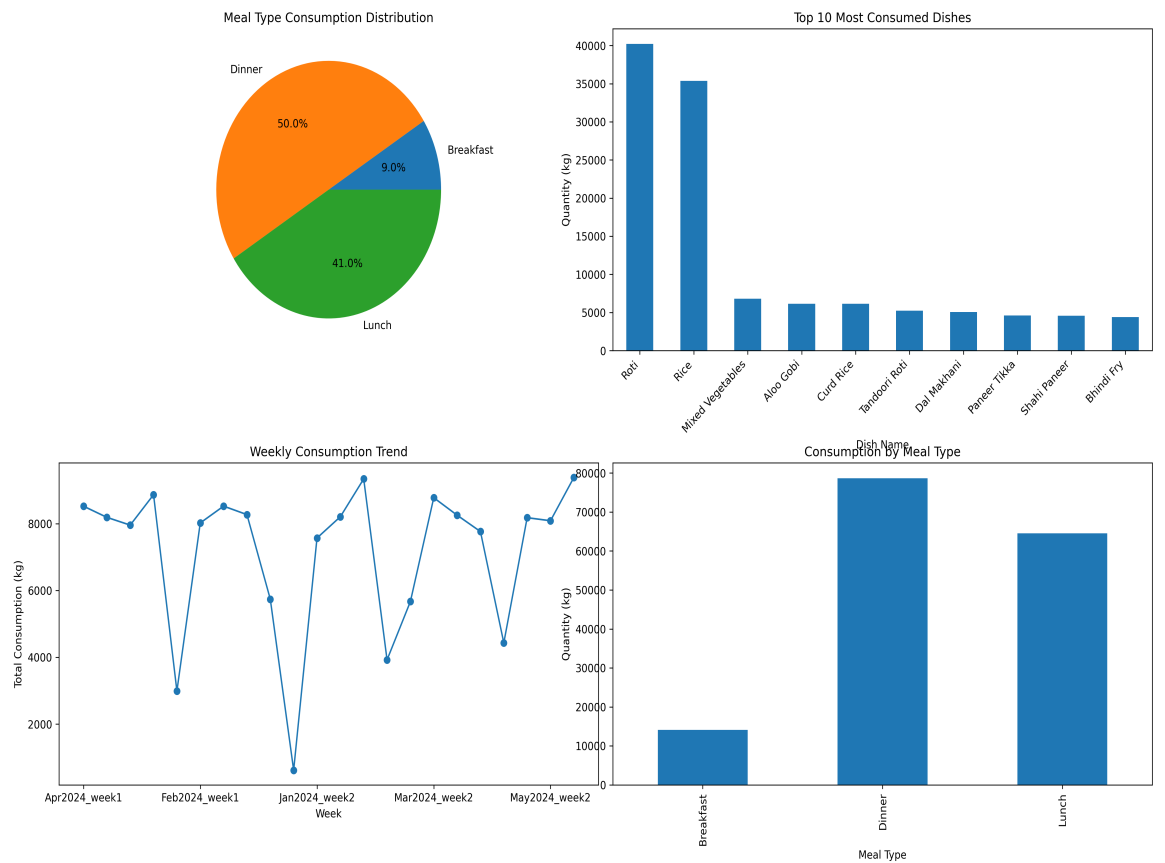 Meal Type Consumption Distribution
Dinner
50.0%
Breakfast
9.0%
41.0%
Lunch
Top 10 Most Consumed Dishes
Quantity (kg)
40000
35000
30000
25000
20000
15000
10000
5000
0
Roti
Rice
Mixed Vegetables
Aloo Gobi
Curd Rice
Tandoori Roti
Dal Makhani
Paneer Tikka
Shahi Paneer
Bhindi Fry
Dish Name
Weekly Consumption Trend
Total Consumption (kg)
8000
6000
4000
2000
Apr2024_week1
Feb2024_week1
Jan2024_week2
Mar2024_week2
May2024_week2
Week
Consumption by Meal Type
Quantity (kg)
80000
70000
60000
50000
40000
30000
20000
10000
0
Breakfast
Dinner
Lunch
Meal Type